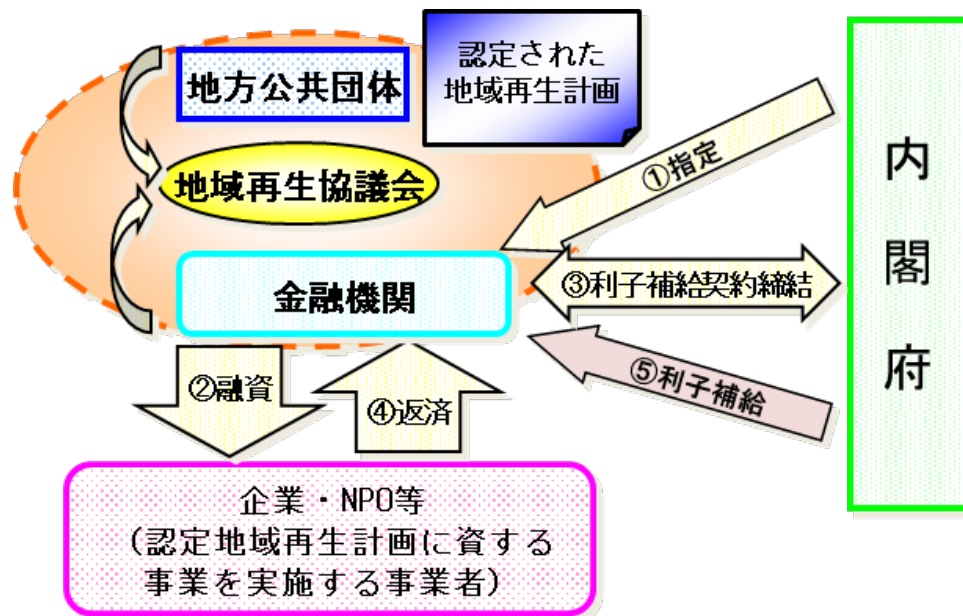 地方公共団体
認定された
地域再生計画
地域再生協議会
金融機関
①指定
③利子補給契約締結
⑤利子補給
内閣府
②融資
④返済
企業・NPO等
（認定地域再生計画に資する
事業を実施する事業者）